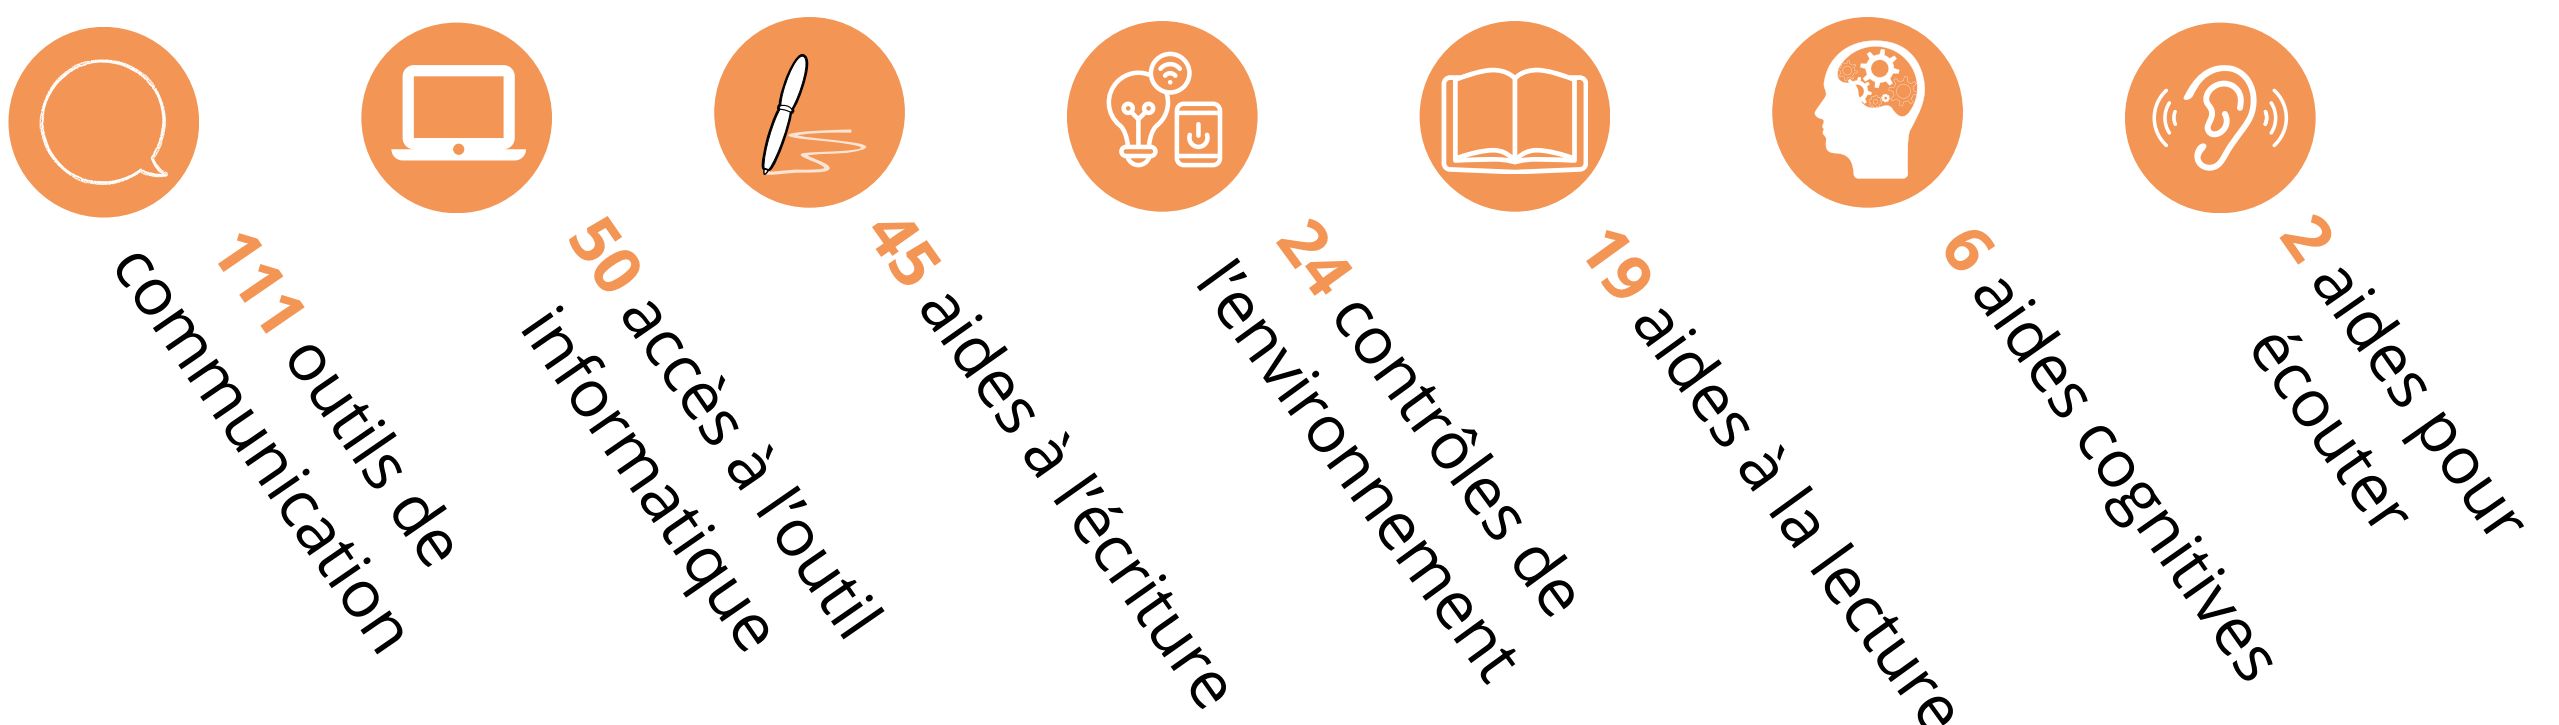 111 outils de
communication
50 accès à l'outil
informatique
45 aides à l'écriture
24 contrôles de
l'environnement
19 aides à la lecture
6 aides cognitives
2 aides pour
écouter